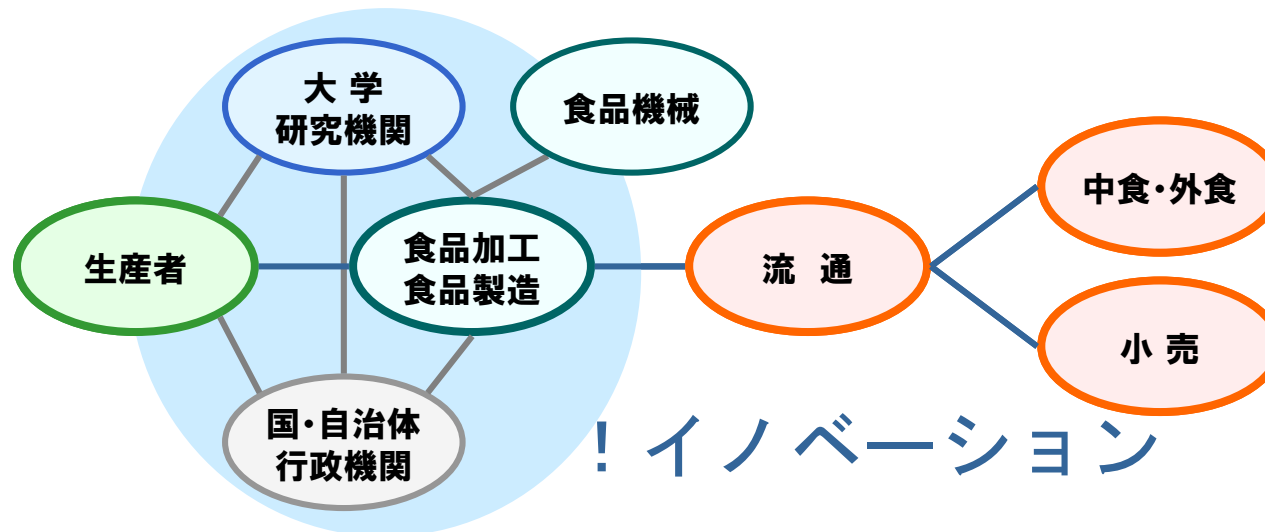 大 学
研究機関
食品機械
中食・外食
生産者
食品加工
食品製造
流 通
小 売
国・自治体
行政機関
！イノベーション